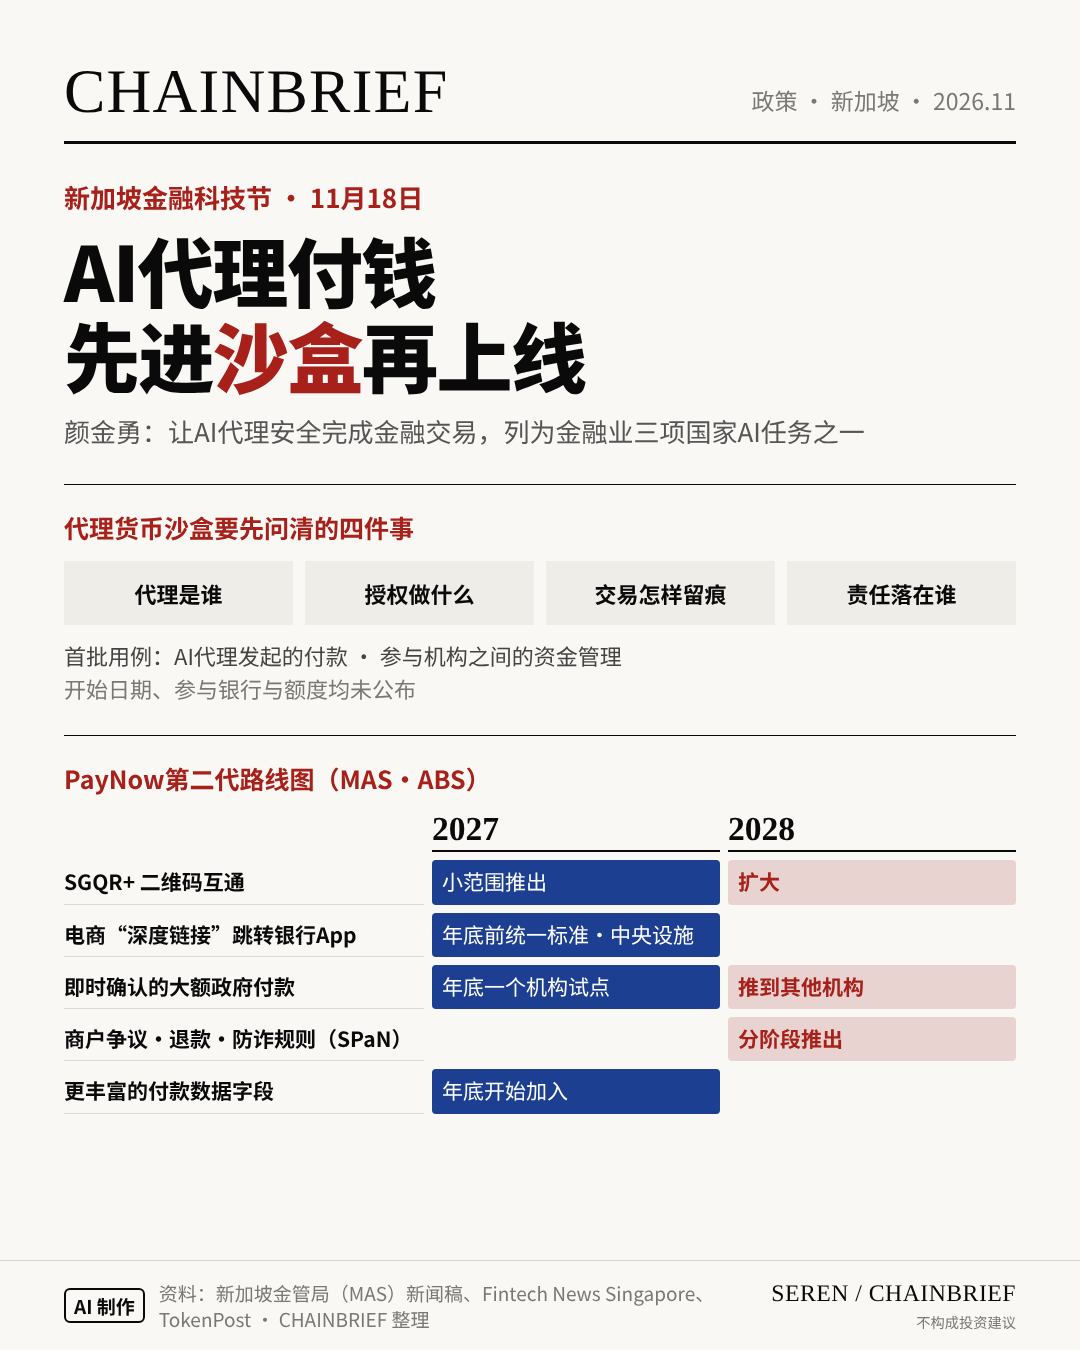 CHAINBRIEF
政策 · 新加坡 · 2026.11
新加坡金融科技节 · 11月18日
AI代理付钱
先进沙盒再上线
颜金勇：让AI代理安全完成金融交易，列为金融业三项国家AI任务之一
代理货币沙盒要先问清的四件事
代理是谁
授权做什么
交易怎样留痕
责任落在谁
首批用例：AI代理发起的付款 · 参与机构之间的资金管理
开始日期、参与银行与额度均未公布
PayNow第二代路线图（MAS·ABS）
2027 2028
SGQR+ 二维码互通 小范围推出 扩大
电商“深度链接”跳转银行App 年底前统一标准·中央设施
即时确认的大额政府付款 年底一个机构试点 推到其他机构
商户争议·退款·防诈规则（SPaN） 分阶段推出
更丰富的付款数据字段 年底开始加入
AI 制作
资料：新加坡金管局（MAS）新闻稿、Fintech News Singapore、
TokenPost · CHAINBRIEF 整理
SEREN / CHAINBRIEF
不构成投资建议